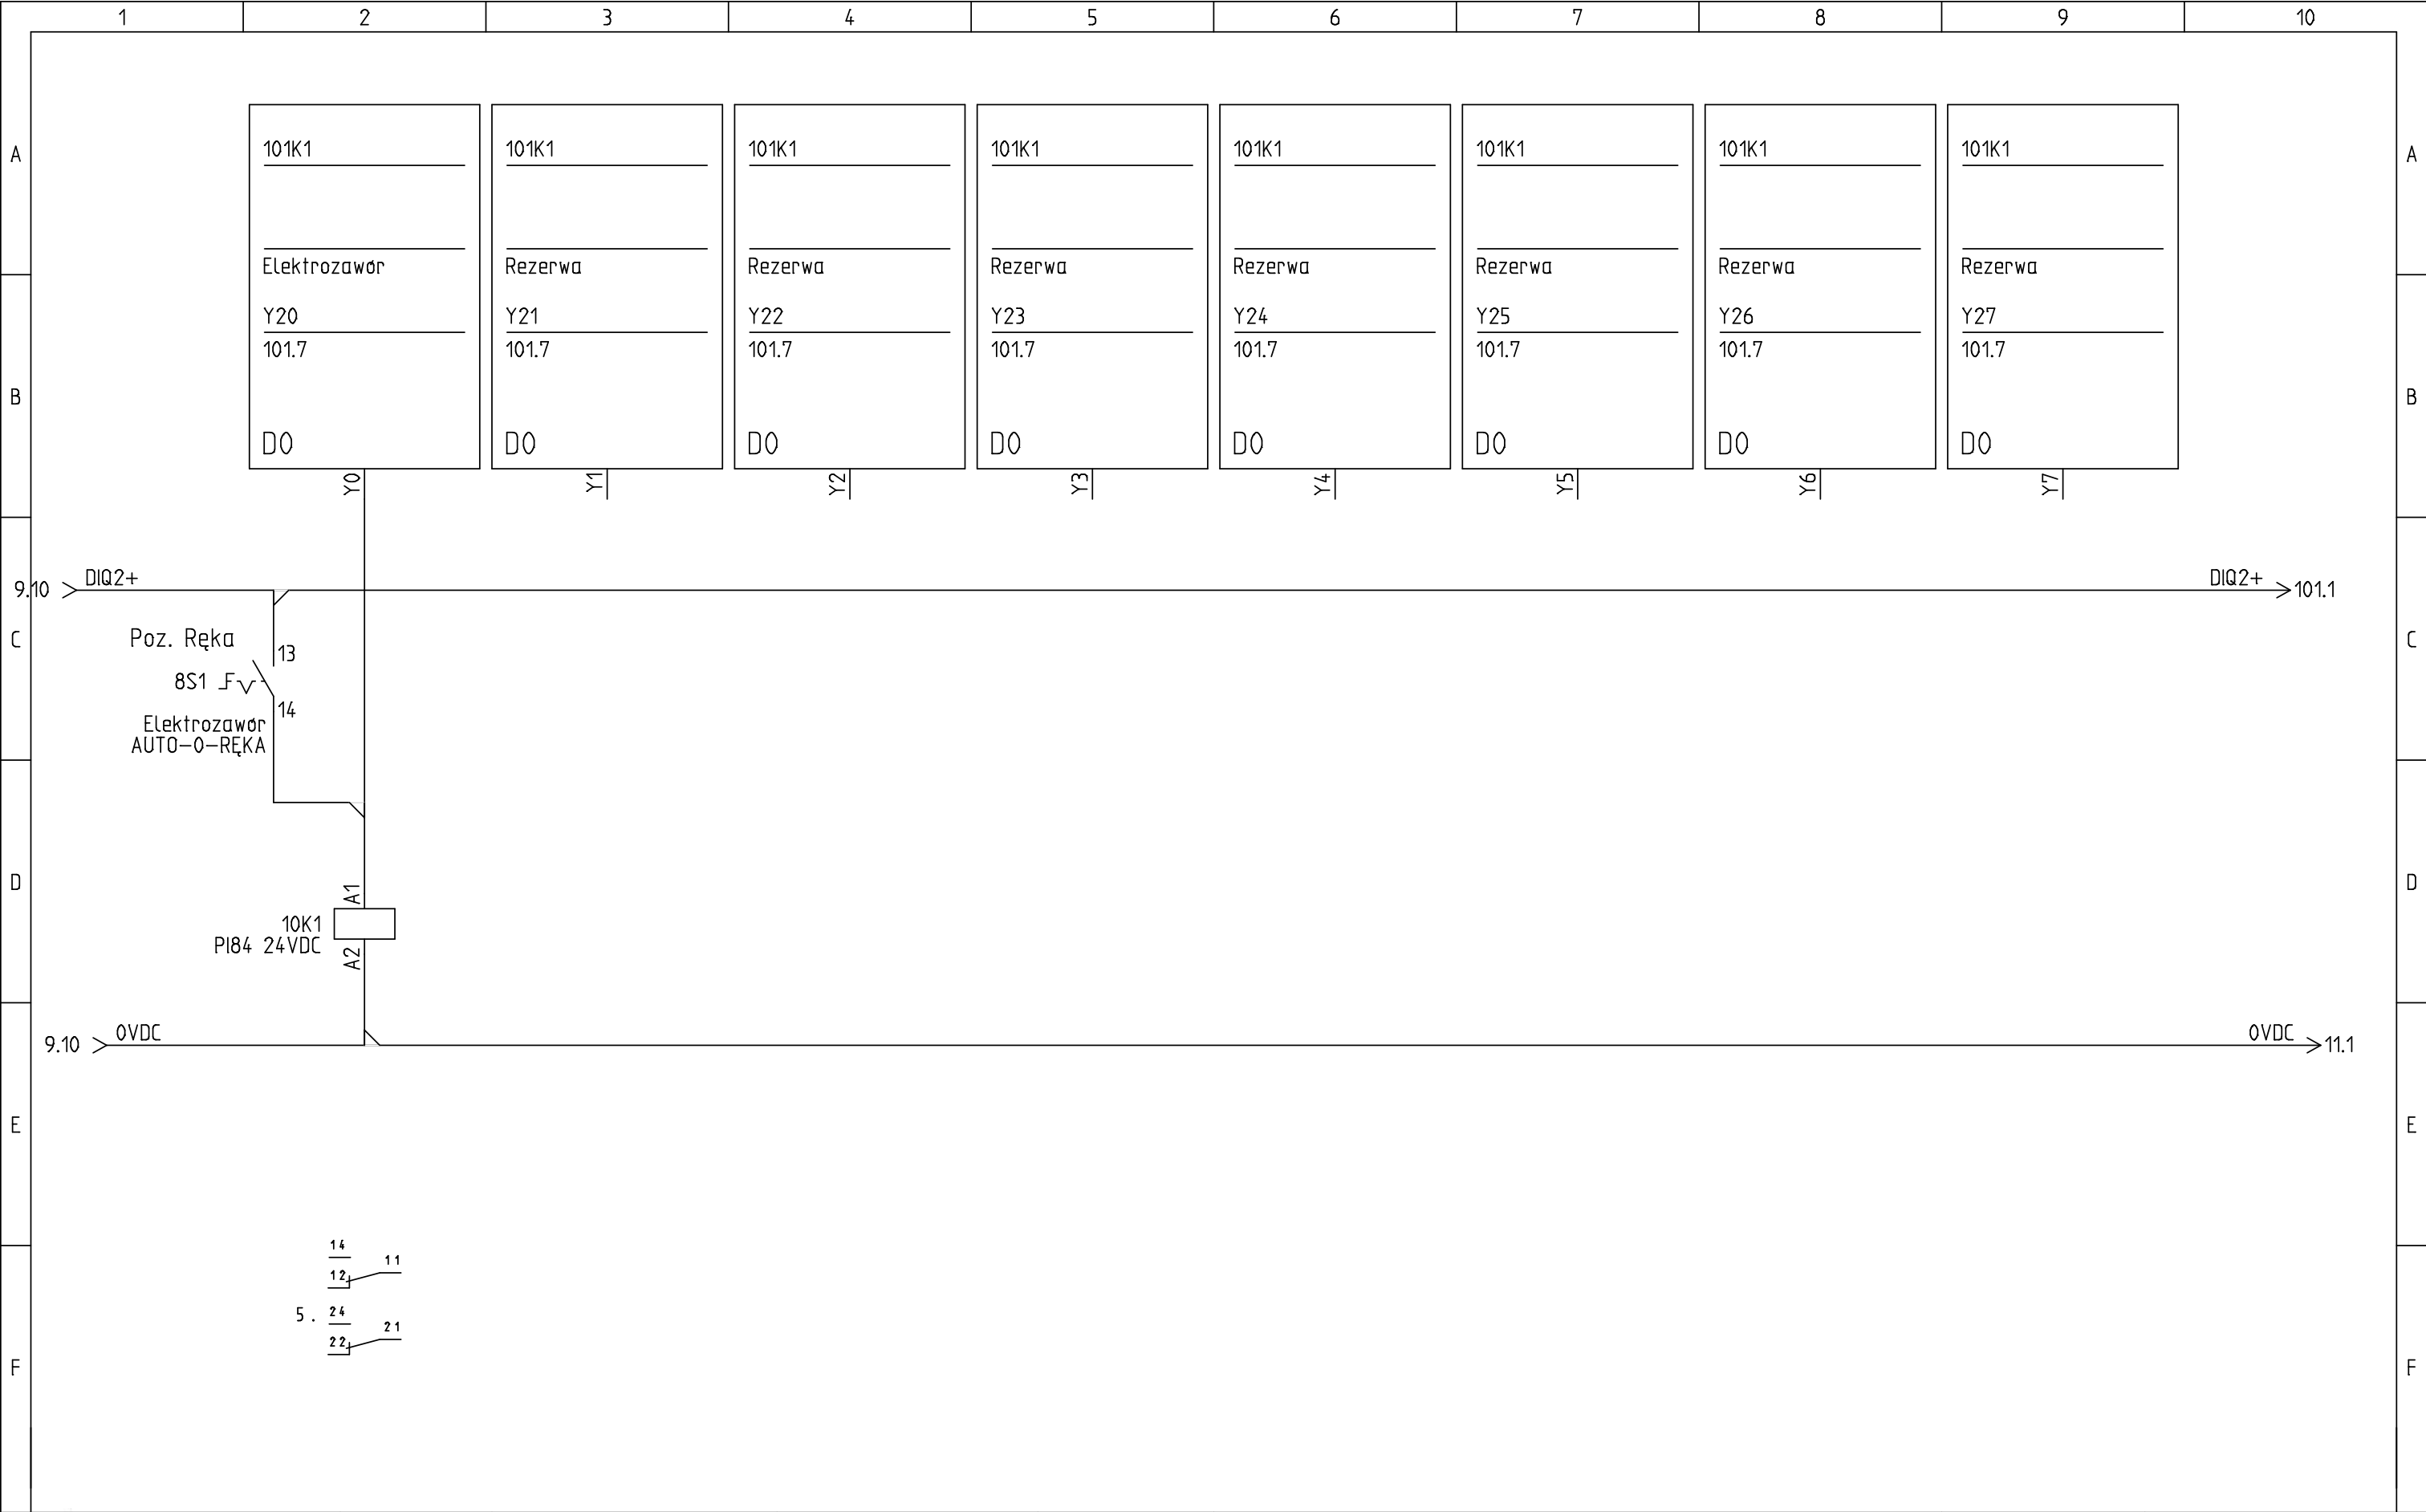 1 2 3 4 5 6 7 8 9 10
A A
101K1 101K1 101K1 101K1 101K1 101K1 101K1 101K1
Elektrozawór Rezerwa Rezerwa Rezerwa Rezerwa Rezerwa Rezerwa Rezerwa
Y20 Y21 Y22 Y23 Y24 Y25 Y26 Y27
101.7 101.7 101.7 101.7 101.7 101.7 101.7 101.7
B B
DO DO DO DO DO DO DO DO
Y0 Y1 Y2 Y3 Y4 Y5 Y6 Y7
DIQ2+ DIQ2+
9.10 101.1
C C
Poz. Ręka
13
8S1
14
Elektrozawór
AUTO-0-RĘKA
D D
A1
10K1
PI84 24VDC
A2
0VDC 0VDC
9.10 11.1
E E
14
11
12
5. 24
21
22
F F